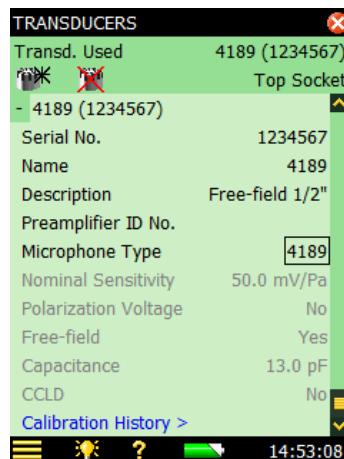 TRANSDUCERS
Transd. Used 4189 (1234567)
Top Socket
- 4189 (1234567)
Serial No. 1234567
Name 4189
Description Free-field 1/2"
Preamplifier ID No.
Microphone Type 4189
Nominal Sensitivity 50.0 mV/Pa
Polarization Voltage No
Free-field Yes
Capacitance 13.0 pF
CCLD No
Calibration History >
? 14:53:08